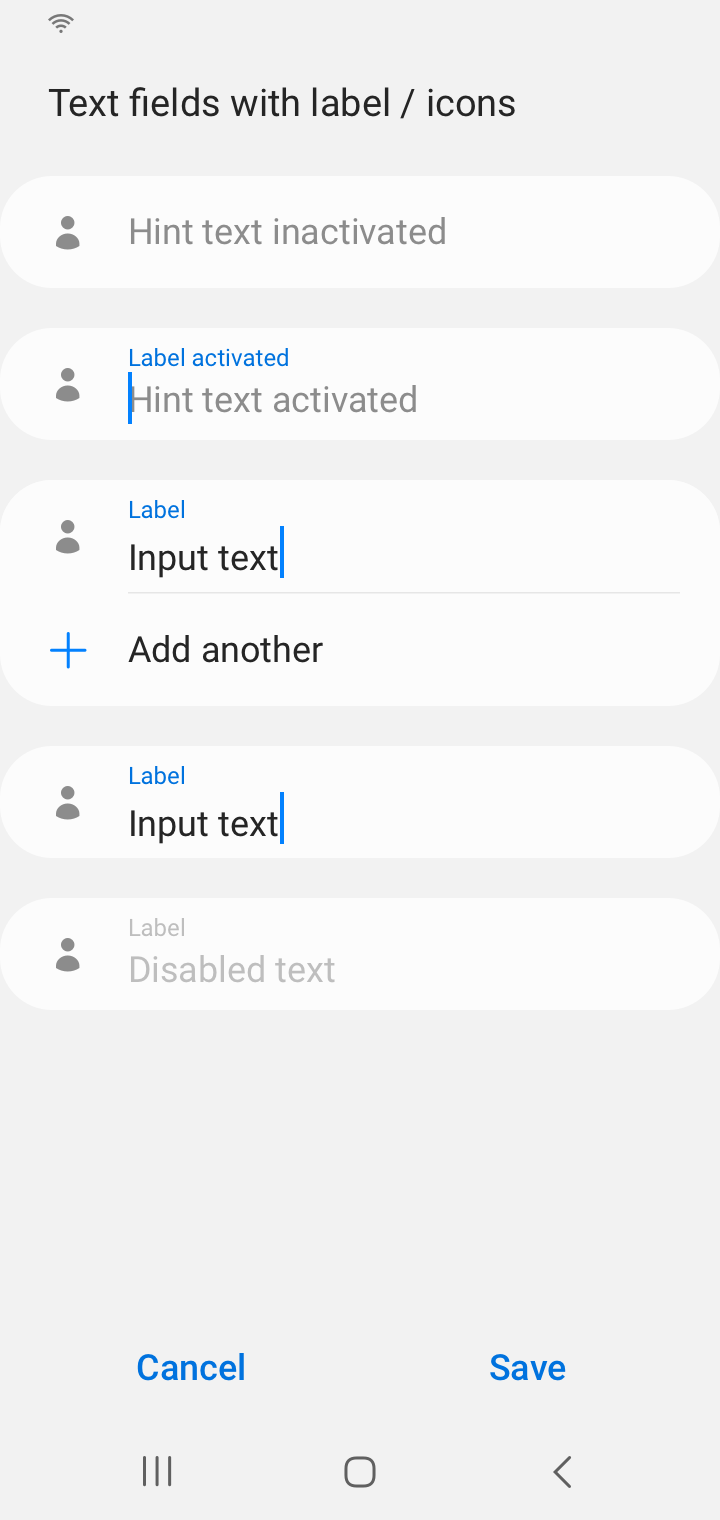 Text fields with label / icons
Hint text inactivated
Label activated
Hint text activated
Label
Input text
Add another
Label
Input text
Label
Disabled text
Cancel
Save